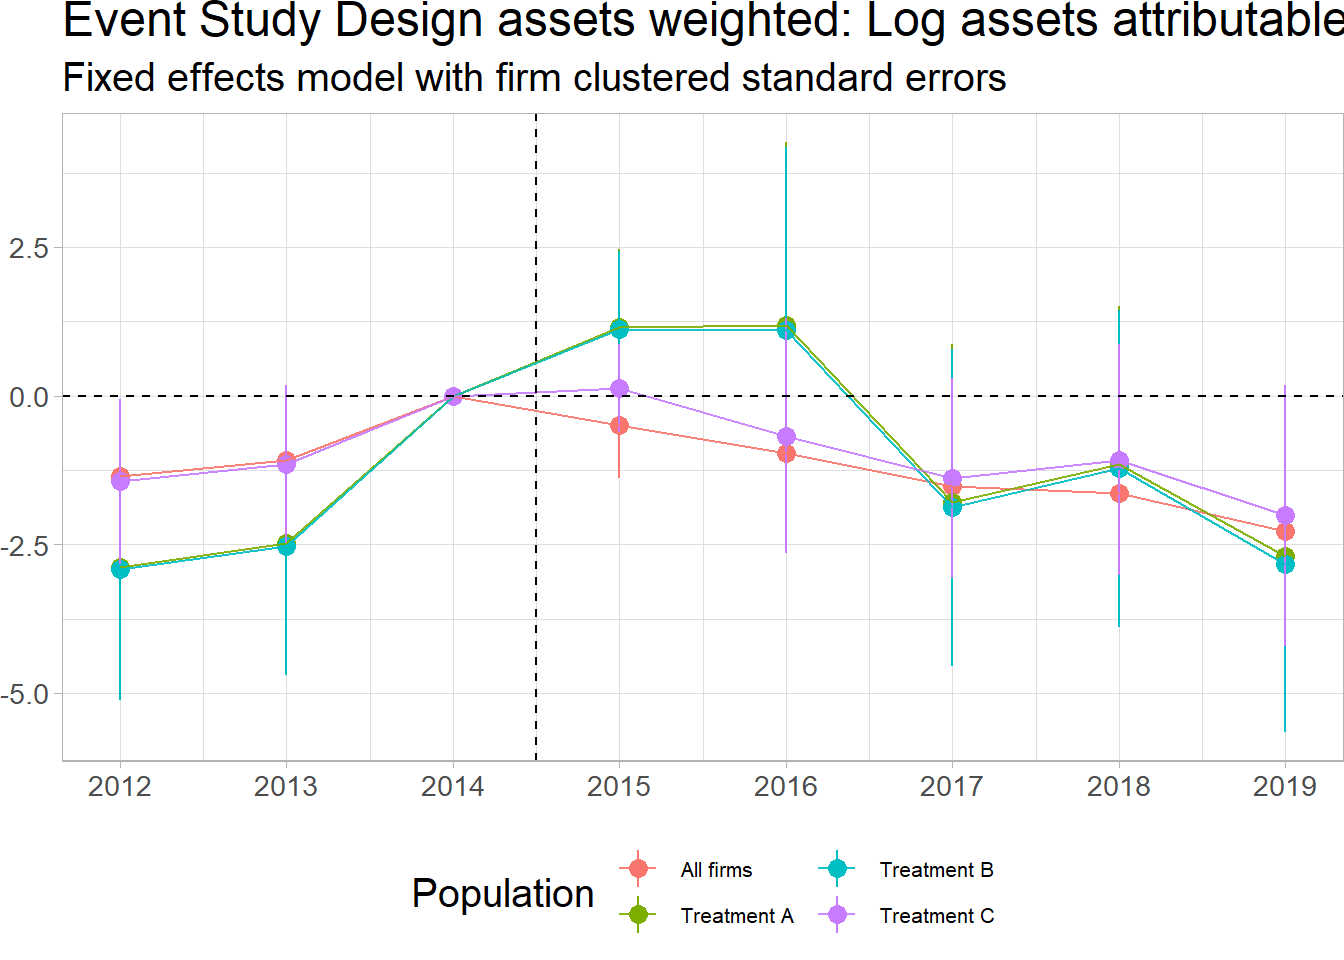 Event Study Design assets weighted: Log assets attributable
Fixed effects model with firm clustered standard errors
2.5
0.0
-2.5
-5.0
2012 2013 2014 2015 2016 2017 2018 2019
Population
All firms
Treatment A
Treatment B
Treatment C